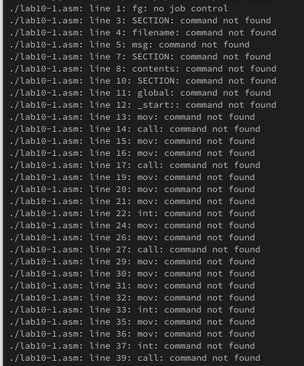 ./lab10-1.asm: line 1: fg: no job control
./lab10-1.asm: line 3: SECTION: command not found
./lab10-1.asm: line 4: filename: command not found
./lab10-1.asm: line 5: msg: command not found
./lab10-1.asm: line 7: SECTION: command not found
./lab10-1.asm: line 8: contents: command not found
./lab10-1.asm: line 10: SECTION: command not found
./lab10-1.asm: line 11: global: command not found
./lab10-1.asm: line 12: _start:: command not found
./lab10-1.asm: line 13: mov: command not found
./lab10-1.asm: line 14: call: command not found
./lab10-1.asm: line 15: mov: command not found
./lab10-1.asm: line 16: mov: command not found
./lab10-1.asm: line 17: call: command not found
./lab10-1.asm: line 19: mov: command not found
./lab10-1.asm: line 20: mov: command not found
./lab10-1.asm: line 21: mov: command not found
./lab10-1.asm: line 22: int: command not found
./lab10-1.asm: line 24: mov: command not found
./lab10-1.asm: line 26: mov: command not found
./lab10-1.asm: line 27: call: command not found
./lab10-1.asm: line 29: mov: command not found
./lab10-1.asm: line 30: mov: command not found
./lab10-1.asm: line 31: mov: command not found
./lab10-1.asm: line 32: mov: command not found
./lab10-1.asm: line 33: int: command not found
./lab10-1.asm: line 35: mov: command not found
./lab10-1.asm: line 36: mov: command not found
./lab10-1.asm: line 37: int: command not found
./lab10-1.asm: line 39: call: command not found